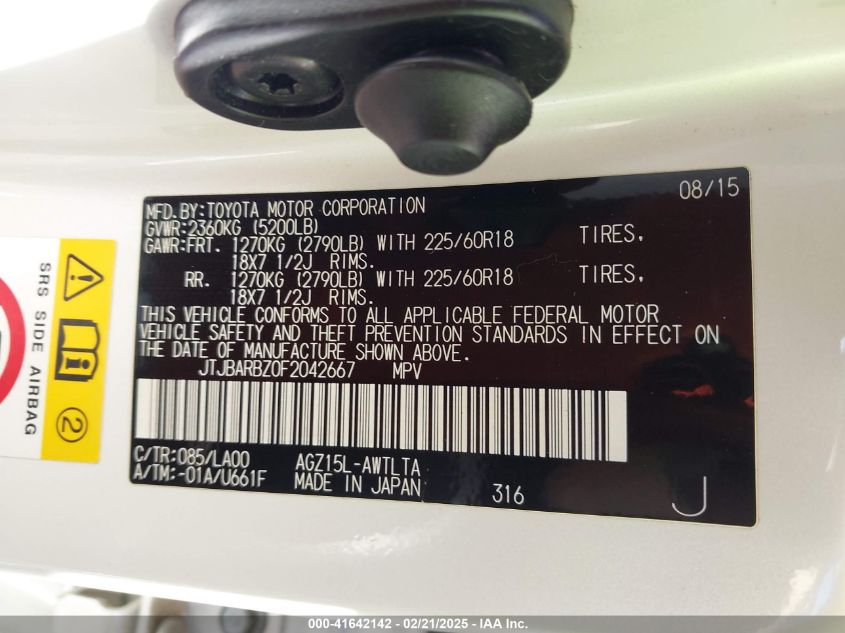 08/15
MFD.BY:TOYOTA MOTOR CORPORATION
GVWR:2360KG (5200LB)
GAWR:FRT. 1270KG (2790LB) WITH 225/60R18 TIRES.
18X7 1/2J RIMS.
RR. 1270KG (2790LB) WITH 225/60R18 TIRES.
18X7 1/2J RIMS.
THIS VEHICLE CONFORMS TO ALL APPLICABLE FEDERAL MOTOR
VEHICLE SAFETY AND THEFT PREVENTION STANDARDS IN EFFECT ON
THE DATE OF MANUFACTURE SHOWN ABOVE.
JTJBARBZ0F2042667 MPV
C/TR:085/LA00 AGZ15L-AWTLTA
A/TM:-01A/U661F MADE IN JAPAN 316
J
SRS SIDE AIRBAG
2
000-41642142 - 02/21/2025 - IAA Inc.